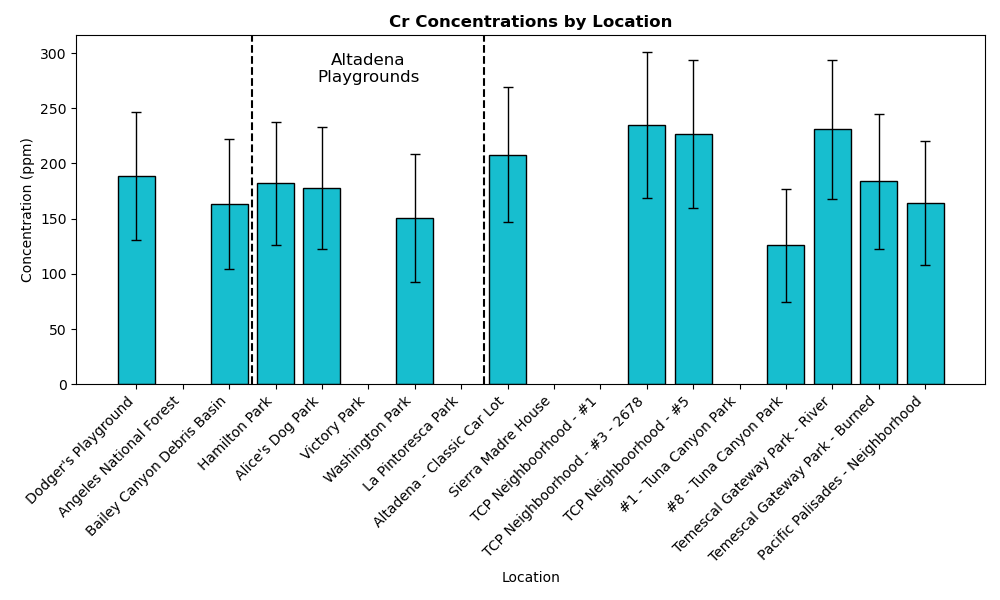 Cr Concentrations by Location
Altadena
Playgrounds
Concentration (ppm)
300
250
200
150
100
50
0
Dodger's Playground
Angeles National Forest
Bailey Canyon Debris Basin
Hamilton Park
Alice's Dog Park
Victory Park
Washington Park
La Pintoresca Park
Altadena - Classic Car Lot
Sierra Madre House
TCP Neighboorhood - #1
TCP Neighboorhood - #3 - 2678
TCP Neighboorhood - #5
#1 - Tuna Canyon Park
#8 - Tuna Canyon Park
Temescal Gateway Park - River
Temescal Gateway Park - Burned
Pacific Palisades - Neighborhood
Location